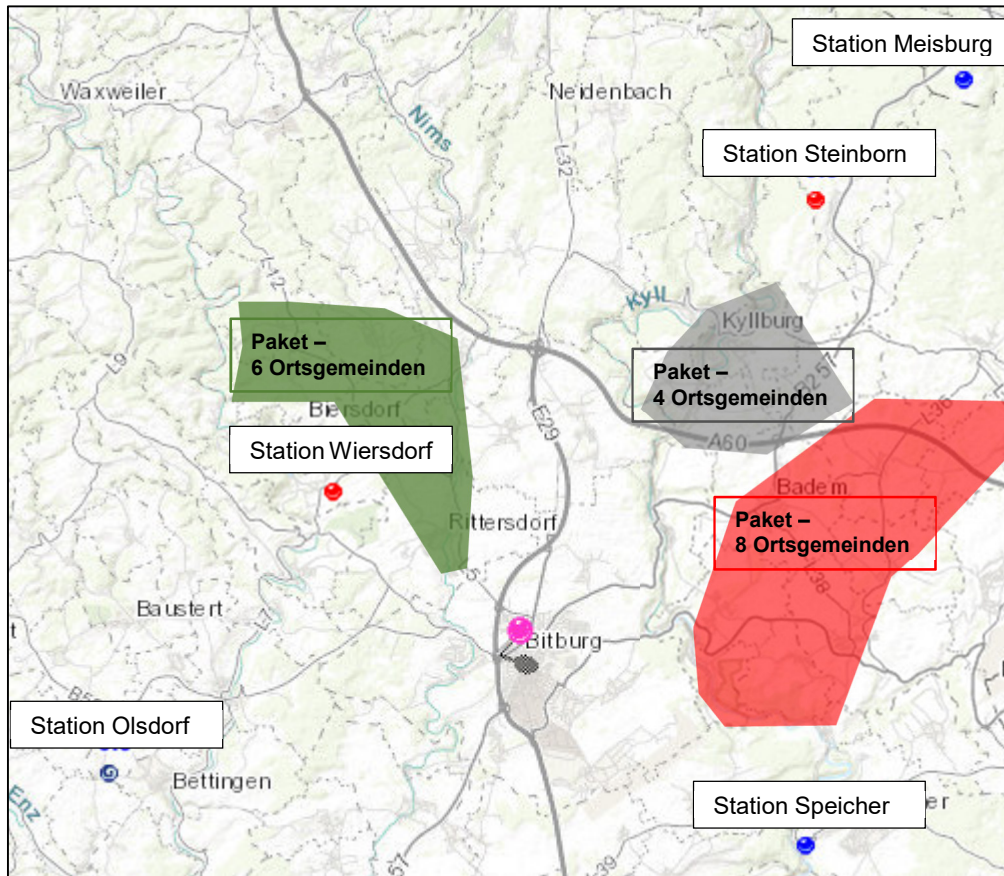 Station Meisburg
Waxweiler
Neidenbach
Nims
L32
Station Steinborn
L12
Kyll
Kyllburg
Paket –
6 Ortsgemeinden
Paket –
4 Ortsgemeinden
B257
L9
Biersdorf
E29
A60
L36
Station Wiersdorf
Badem
Paket –
8 Ortsgemeinden
Rittersdorf
L38
Baustert
L7
Bitburg
Station Olsdorf
Bettingen
Enz
Station Speicher
L39